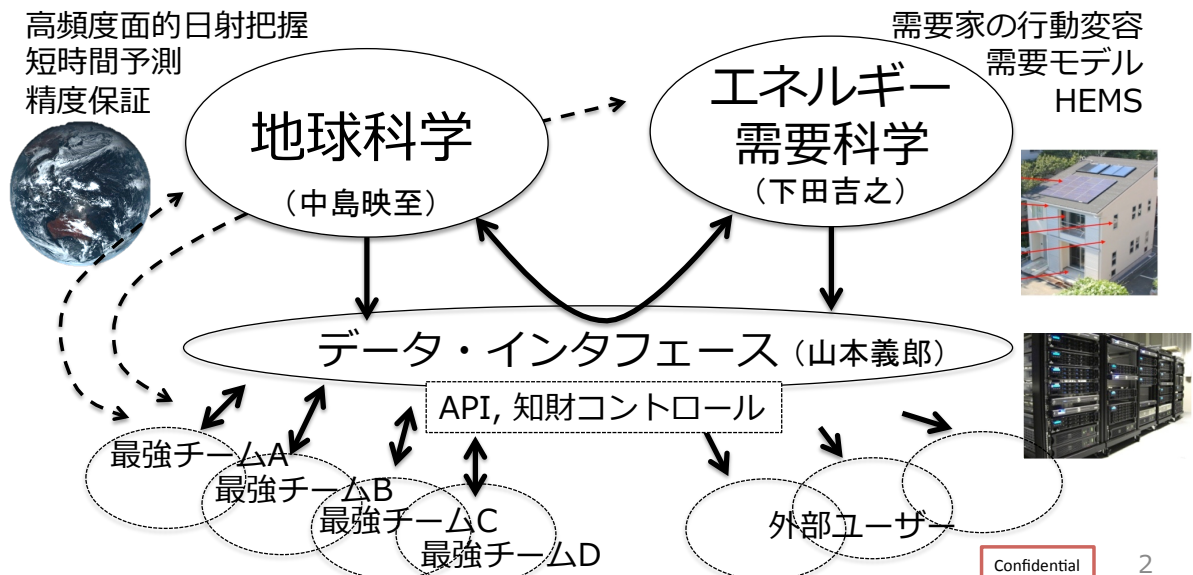 高頻度面的日射把握
短時間予測
精度保証
需要家の行動変容
需要モデル
HEMS
地球科学
（中島映至）
エネルギー
需要科学
（下田吉之）
データ・インタフェース（山本義郎）
API, 知財コントロール
最強チームA
最強チームB
最強チームC
最強チームD
外部ユーザー
Confidential
2